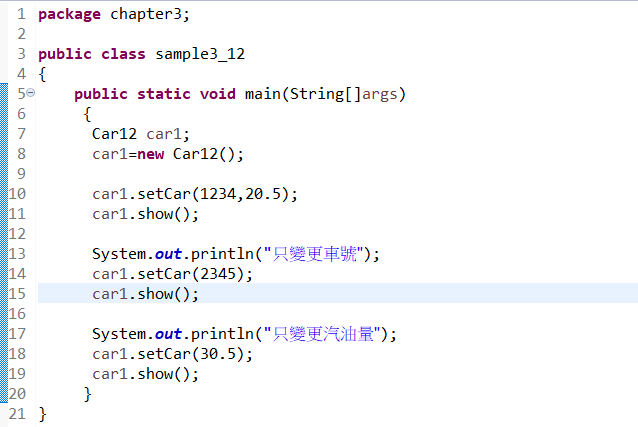 1 package chapter3;
2
3 public class sample3_12
4 {
5 public static void main(String[]args)
6 {
7 Car12 car1;
8 car1=new Car12();
9
10 car1.setCar(1234,20.5);
11 car1.show();
12
13 System.out.println("只變更車號");
14 car1.setCar(2345);
15 car1.show();
16
17 System.out.println("只變更汽油量");
18 car1.setCar(30.5);
19 car1.show();
20 }
21 }